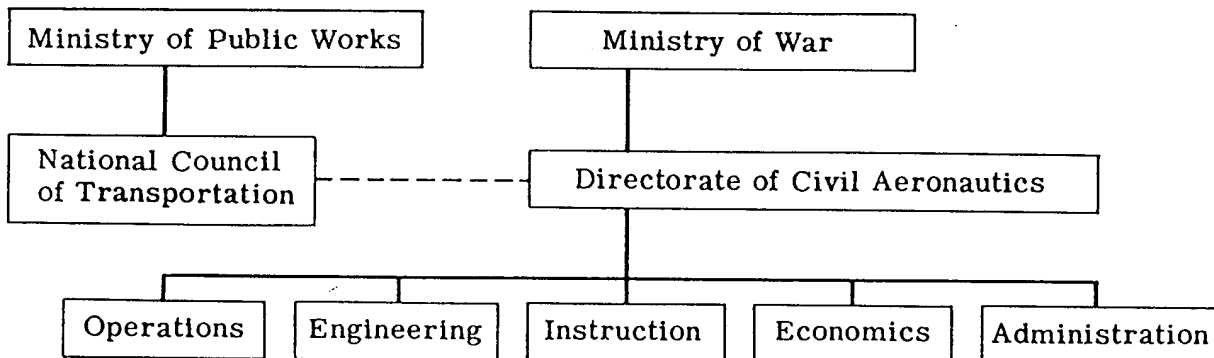 Ministry of Public Works
Ministry of War
National Council
of Transportation
Directorate of Civil Aeronautics
Operations
Engineering
Instruction
Economics
Administration